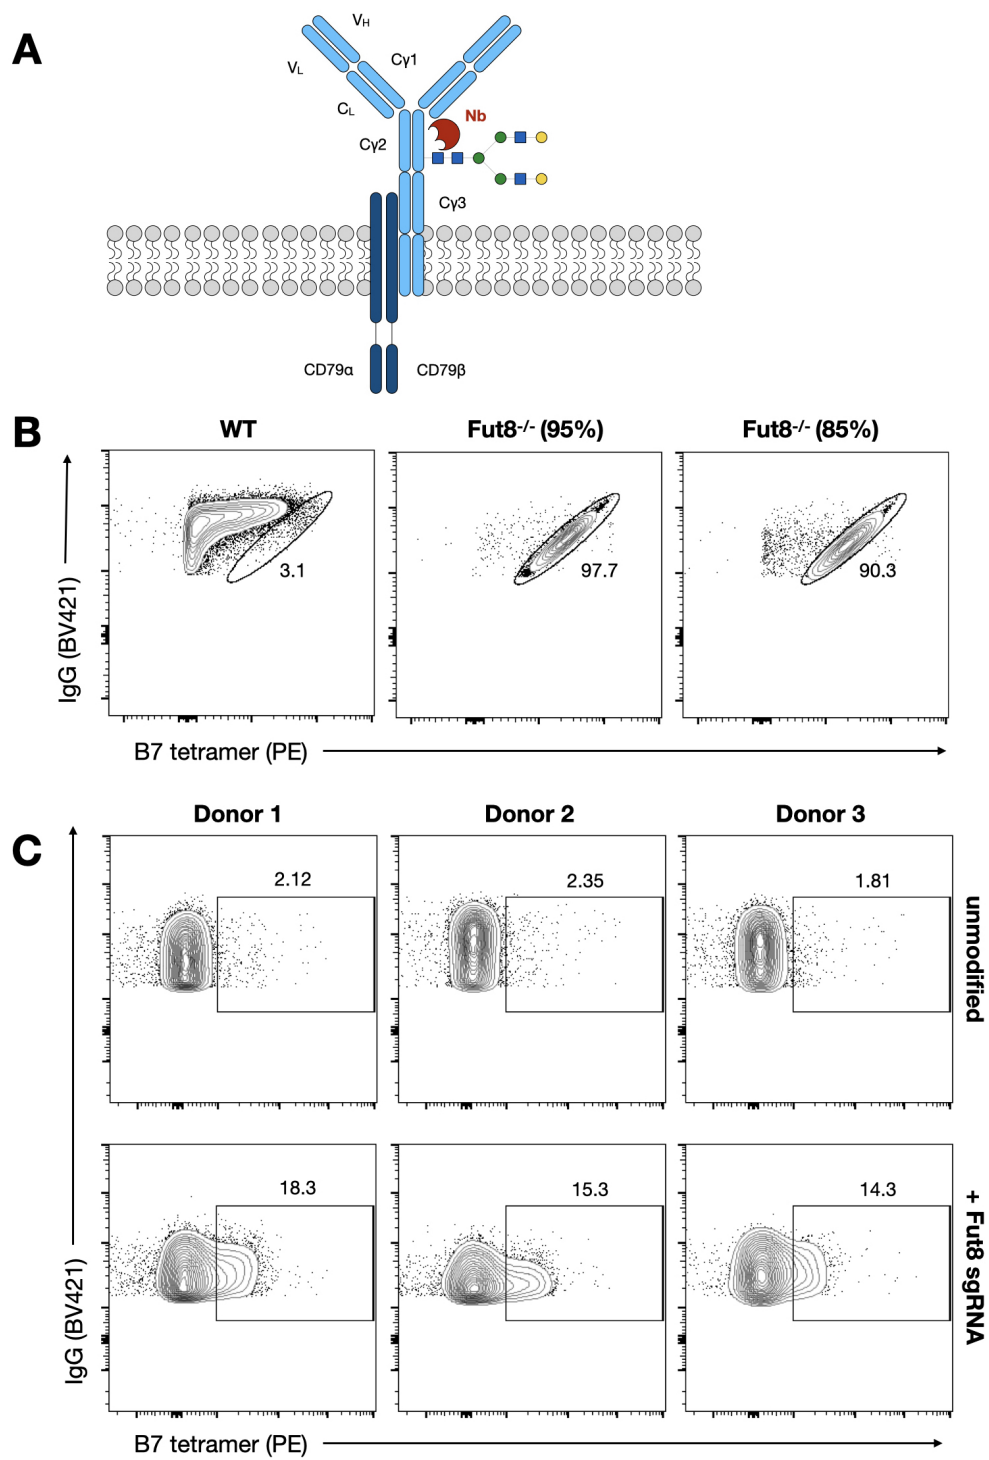 A
VH
VL
Cγ1
CL
Nb
Cγ2
Cγ3
CD79α
CD79β
B
WT
Fut8-/- (95%)
Fut8-/- (85%)
3.1
97.7
90.3
IgG (BV421)
B7 tetramer (PE)
C
Donor 1
Donor 2
Donor 3
2.12
2.35
1.81
unmodified
18.3
15.3
14.3
+ Fut8 sgRNA
IgG (BV421)
B7 tetramer (PE)